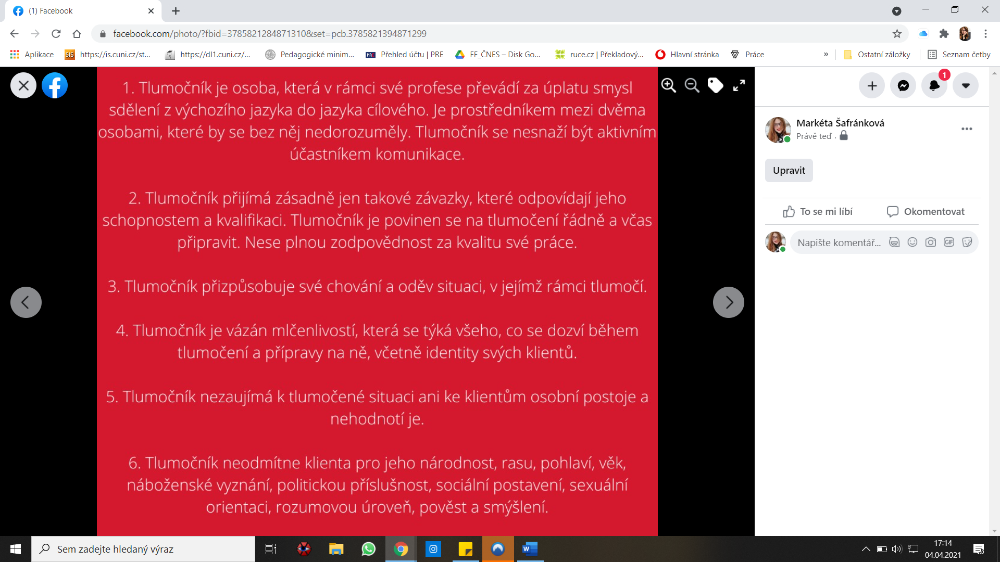 (1) Facebook
facebook.com/photo/?fbid=3785821284871310&set=pcb.3785821394871299
Aplikace
SIS
https://is.cuni.cz/st...
https://dl1.cuni.cz/...
Pedagogické minim...
PRE
Přehled účtu | PRE
FF_ČNES – Disk Go...
ruce.cz | Překladový...
Hlavní stránka
Práce
»
Ostatní záložky
Seznam četby
1. Tlumočník je osoba, která v rámci své profese převádí za úplatu smysl
sdělení z výchozího jazyka do jazyka cílového. Je prostředníkem mezi dvěma
osobami, které by se bez něj nedorozuměly. Tlumočník se nesnaží být aktivním
účastníkem komunikace.
2. Tlumočník přijímá zásadně jen takové závazky, které odpovídají jeho
schopnostem a kvalifikaci. Tlumočník je povinen se na tlumočení řádně a včas
připravit. Nese plnou zodpovědnost za kvalitu své práce.
3. Tlumočník přizpůsobuje své chování a oděv situaci, v jejímž rámci tlumočí.
4. Tlumočník je vázán mlčenlivostí, která se týká všeho, co se dozví během
tlumočení a přípravy na ně, včetně identity svých klientů.
5. Tlumočník nezaujímá k tlumočené situaci ani ke klientům osobní postoje a
nehodnotí je.
6. Tlumočník neodmítne klienta pro jeho národnost, rasu, pohlaví, věk,
náboženské vyznání, politickou příslušnost, sociální postavení, sexuální
orientaci, rozumovou úroveň, pověst a smýšlení.
1
Markéta Šafránková
Právě teď ·
Upravit
To se mi líbí
Okomentovat
Napište komentář...
GIF
Sem zadejte hledaný výraz
17:14
04.04.2021